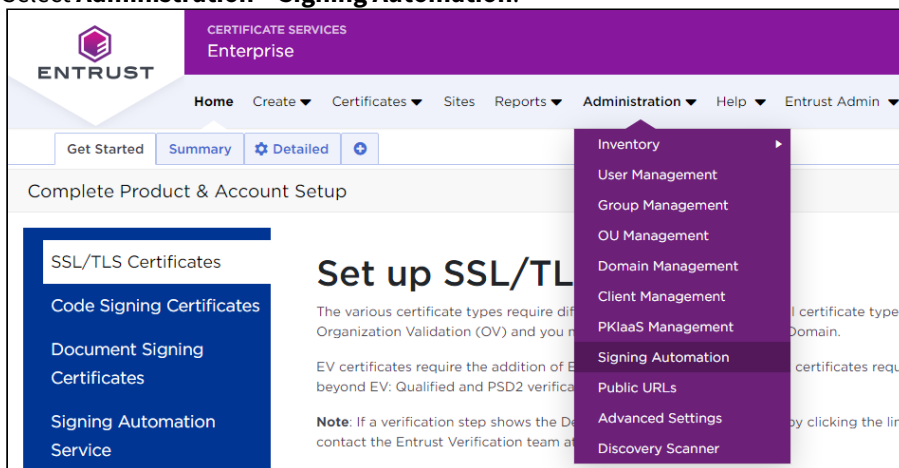 Select Administration > Signing Automation.
CERTIFICATE SERVICES
Enterprise
ENTRUST
Home Create Certificates Sites Reports Administration Help Entrust Admin
Get Started Summary Detailed
Complete Product & Account Setup
Inventory
User Management
Group Management
OU Management
Domain Management
Client Management
PKIaaS Management
Signing Automation
Public URLs
Advanced Settings
Discovery Scanner
SSL/TLS Certificates
Code Signing Certificates
Document Signing
Certificates
Signing Automation
Service
Set up SSL/TL
The various certificate types require dif l certificate type
Organization Validation (OV) and you Domain.
EV certificates require the addition of certificates requ
beyond EV: Qualified and PSD2 verifica
Note: If a verification step shows the De by clicking the lin
contact the Entrust Verification team at